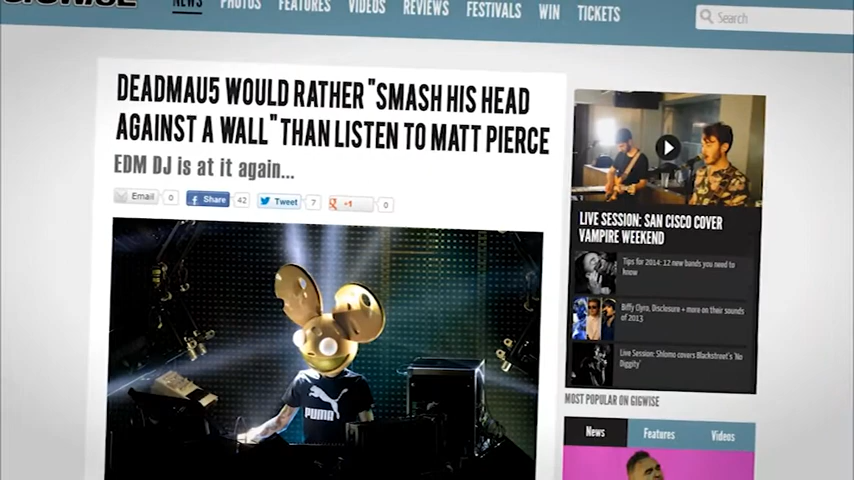 GIGWISE
NEWS PHOTOS FEATURES VIDEOS REVIEWS FESTIVALS WIN TICKETS
Search
DEADMAU5 WOULD RATHER "SMASH HIS HEAD
AGAINST A WALL" THAN LISTEN TO MATT PIERCE
EDM DJ is at it again...
Email 0 Share 42 Tweet 7 +1 0
PUMA
LIVE SESSION: SAN CISCO COVER
VAMPIRE WEEKEND
Tips for 2014: 12 new bands you need to
know
Biffy Clyro, Disclosure + more on their sounds
of 2013
Live Session: Shlomo covers Blackstreet's 'No
Diggity'
MOST POPULAR ON GIGWISE
News Features Videos